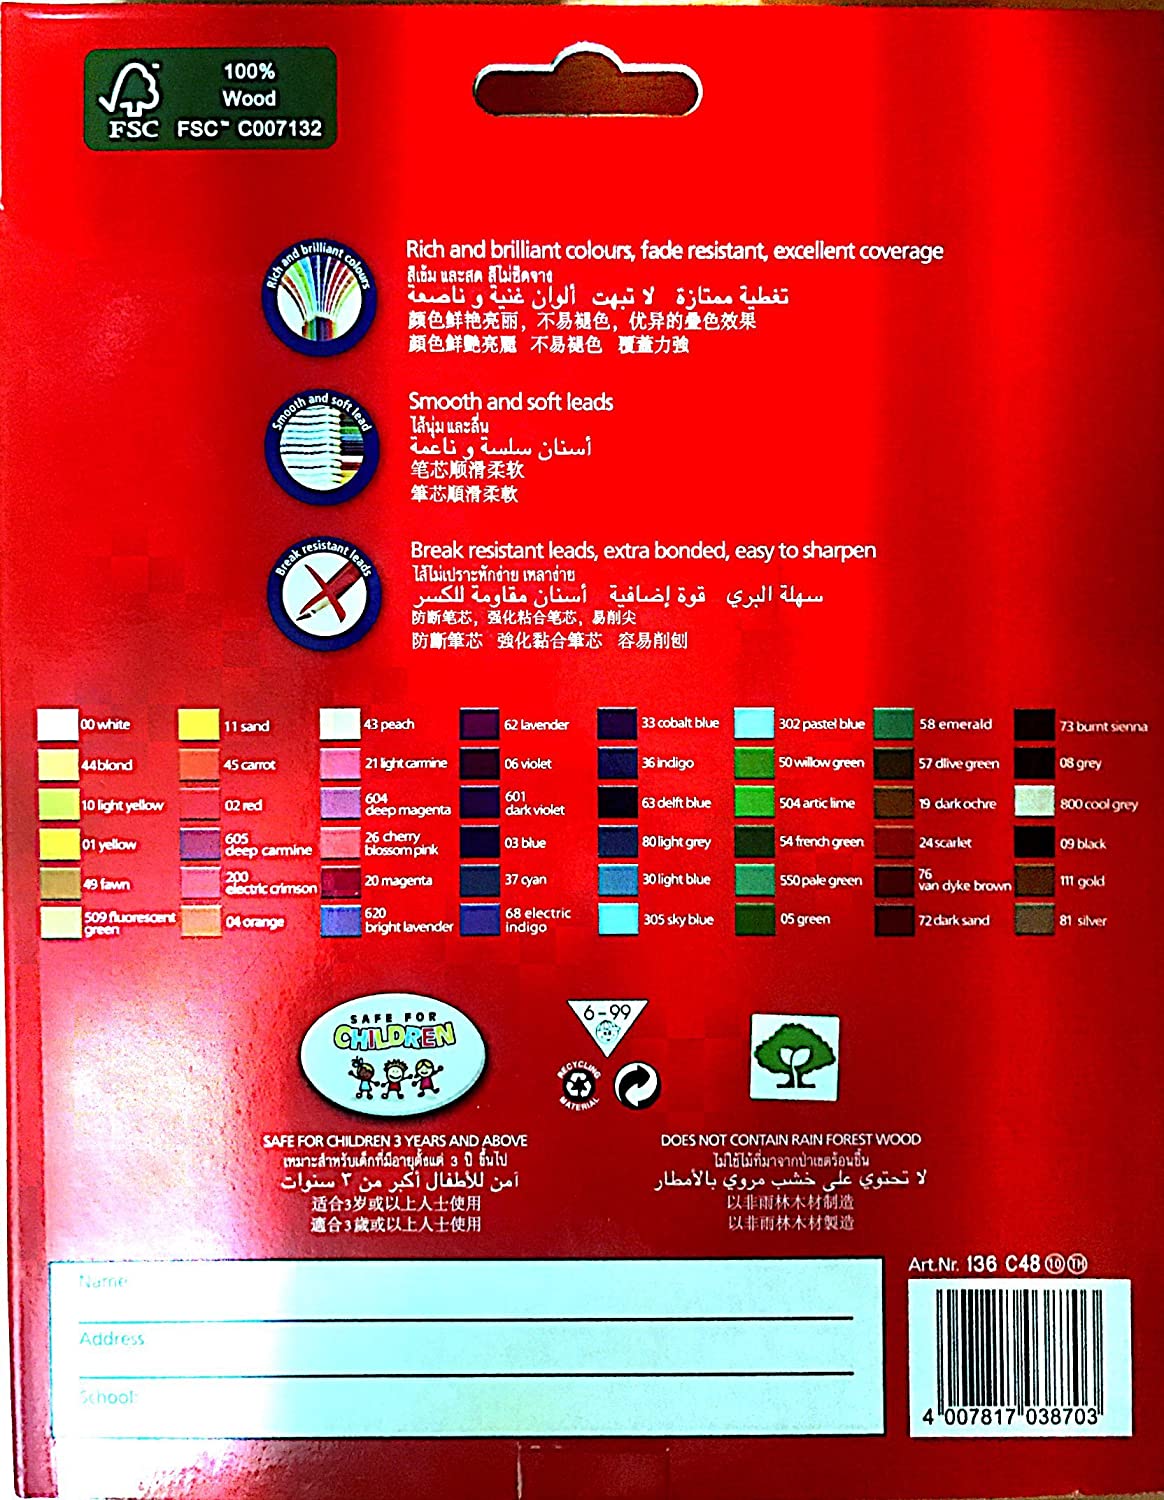 100%
Wood
FSC FSC™ C007132
Rich and brilliant colours
Rich and brilliant colours, fade resistant, excellent coverage
สีเข้ม และสด สีไม่ซีดจาง
تغطية ممتازة لا تبهت ألوان غنية و ناصعة
顏色鲜艳亮丽，不易褪色，优异的叠色效果
顏色鮮艷亮麗 不易褪色 覆蓋力強
Smooth and soft lead
Smooth and soft leads
ไส้นุ่ม และลื่น
أسنان سلسة و ناعمة
笔芯顺滑柔软
筆芯順滑柔軟
Break resistant leads
Break resistant leads, extra bonded, easy to sharpen
ไส้ไม่เปราะหักง่าย เหลาง่าย
سهلة البري قوة إضافية أسنان مقاومة للكسر
防断笔芯，强化粘合笔芯，易削尖
防斷筆芯 強化黏合筆芯 容易削刨
00 white 11 sand 43 peach 62 lavender 33 cobalt blue 302 pastel blue 58 emerald 73 burnt sienna
44 blond 45 carrot 21 light carmine 06 violet 36 indigo 50 willow green 57 dlive green 08 grey
10 light yellow 02 red 604 deep magenta 601 dark violet 63 delft blue 504 artic lime 19 dark ochre 800 cool grey
01 yellow 605 deep carmine 26 cherry blossom pink 03 blue 80 light grey 54 french green 24 scarlet 09 black
49 fawn 200 electric crimson 20 magenta 37 cyan 30 light blue 550 pale green 76 van dyke brown 111 gold
509 fluorescent green 04 orange 620 bright lavender 68 electric indigo 305 sky blue 05 green 72 dark sand 81 silver
SAFE FOR
CHILDREN
6-99
RECYCLING
MATERIAL
SAFE FOR CHILDREN 3 YEARS AND ABOVE
เหมาะสำหรับเด็กที่มีอายุตั้งแต่ 3 ปี ขึ้นไป
آمن للأطفال أكبر من ٣ سنوات
适合3岁或以上人士使用
適合3歲或以上人士使用
DOES NOT CONTAIN RAIN FOREST WOOD
ไม่ใช้ไม้ที่มาจากป่าเขตร้อนชื้น
لا تحتوي على خشب مروي بالأمطار
以非雨林木材制造
以非雨林木材製造
Name
Address
School
Art.Nr. 136 C48 10 TH
4 007817 038703